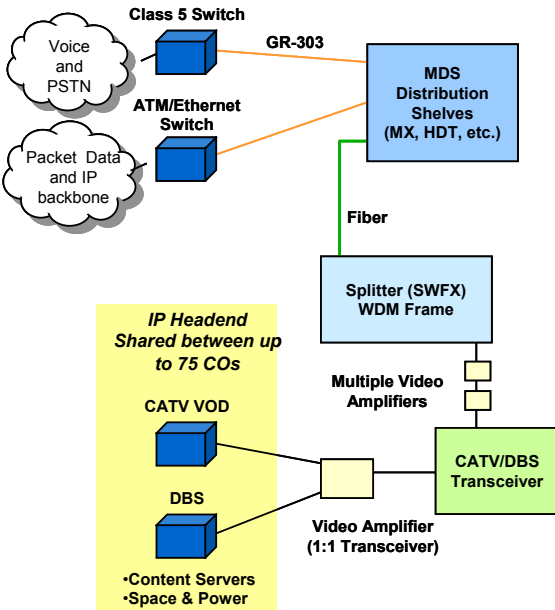 Class 5 Switch
Voice
and
PSTN
GR-303
MDS
Distribution
Shelves
(MX, HDT, etc.)
ATM/Ethernet
Switch
Packet Data
and IP
backbone
Fiber
Splitter (SWFX)
WDM Frame
IP Headend
Shared between up
to 75 COs
Multiple Video
Amplifiers
CATV VOD
CATV/DBS
Transceiver
DBS
Video Amplifier
(1:1 Transceiver)
•Content Servers
•Space & Power